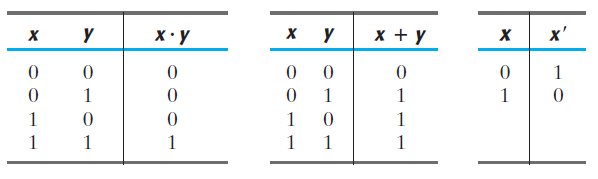 x y x · y x y x + y x x′
0 0 0 0 0 0 0 1
0 1 0 0 1 1 1 0
1 0 0 1 0 1
1 1 1 1 1 1